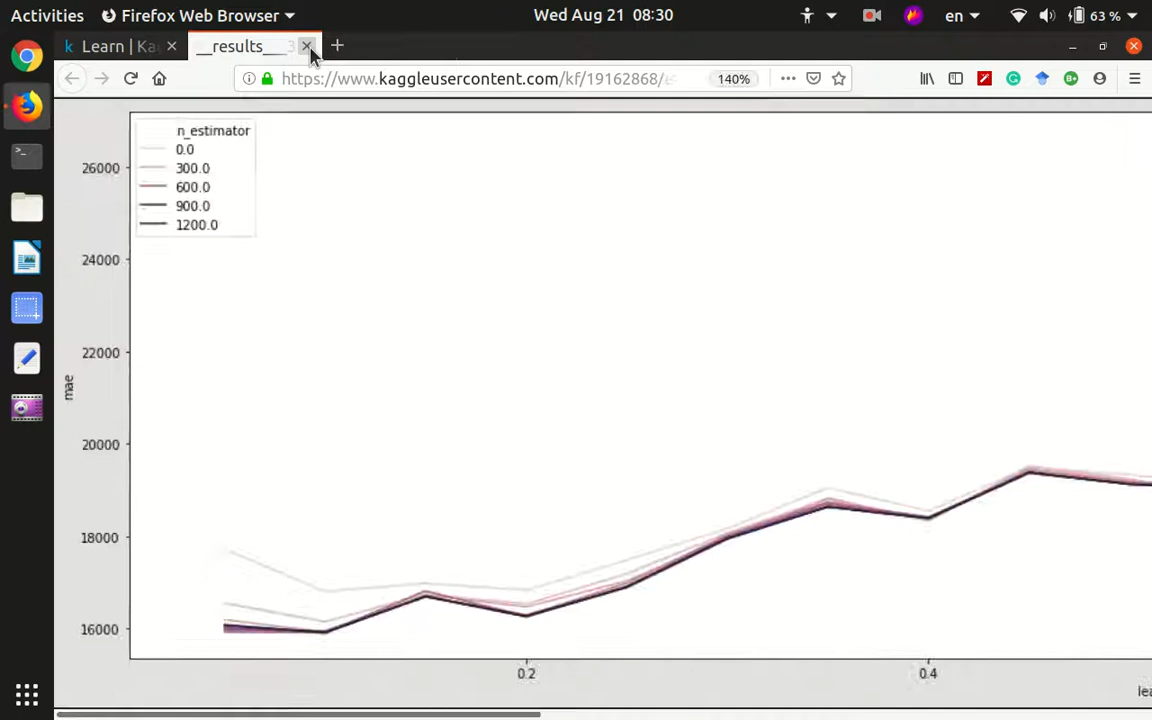 Activities Firefox Web Browser Wed Aug 21 08:30 en 63 %
k Learn | Ka
__results___3
https://www.kaggleusercontent.com/kf/19162868/e 140%
n_estimator
0.0
300.0
600.0
900.0
1200.0
26000
24000
22000
mae
20000
18000
16000
0.2 0.4
lea